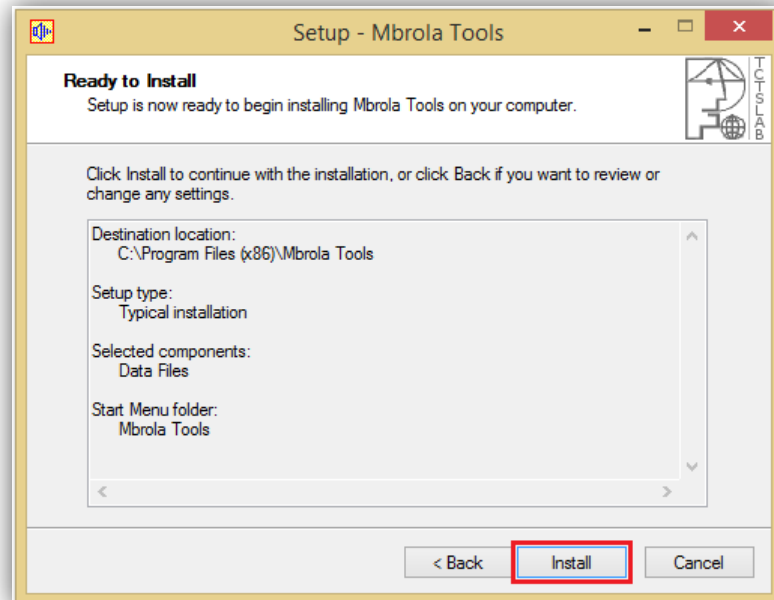 Setup - Mbrola Tools
Ready to Install
Setup is now ready to begin installing Mbrola Tools on your computer.
TCTSLAB
Click Install to continue with the installation, or click Back if you want to review or
change any settings.
Destination location:
C:\Program Files (x86)\Mbrola Tools
Setup type:
Typical installation
Selected components:
Data Files
Start Menu folder:
Mbrola Tools
< Back
Install
Cancel